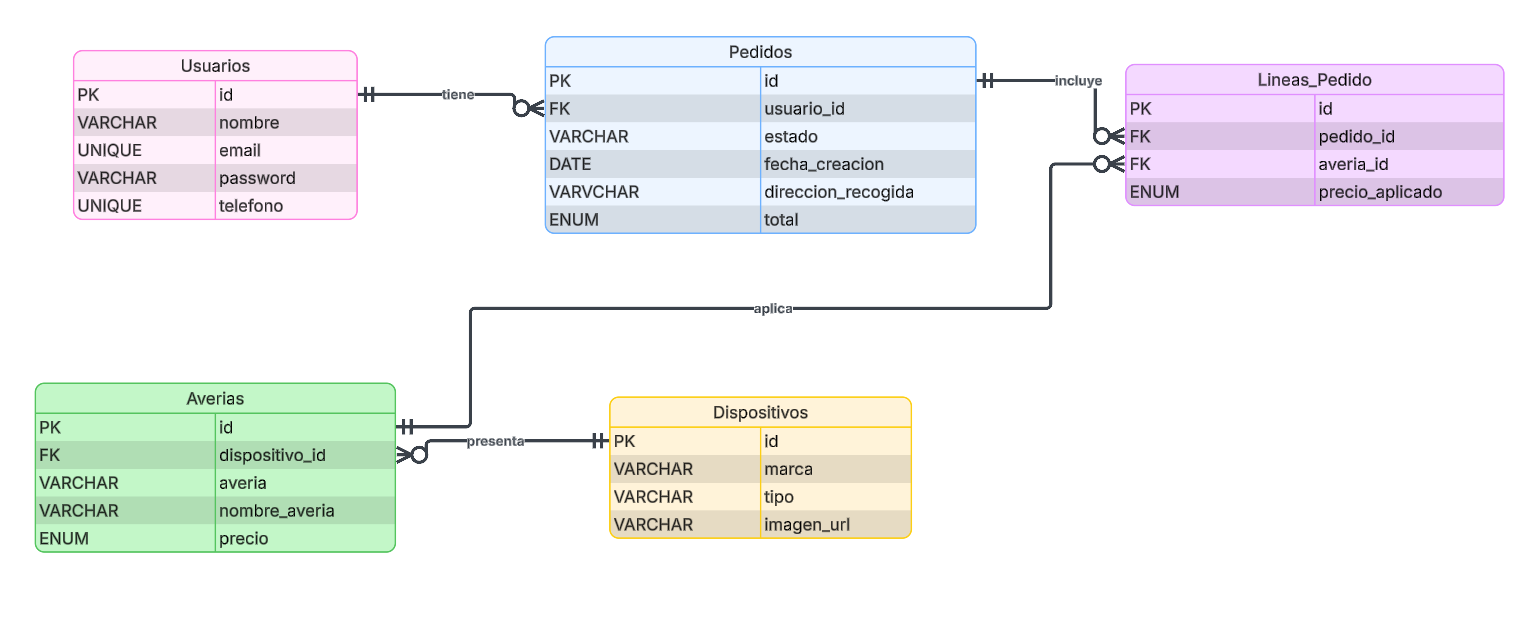 Usuarios
PK id
VARCHAR nombre
UNIQUE email
VARCHAR password
UNIQUE telefono
tiene
Pedidos
PK id
FK usuario_id
VARCHAR estado
DATE fecha_creacion
VARVCHAR direccion_recogida
ENUM total
incluye
Lineas_Pedido
PK id
FK pedido_id
FK averia_id
ENUM precio_aplicado
aplica
Averias
PK id
FK dispositivo_id
VARCHAR averia
VARCHAR nombre_averia
ENUM precio
presenta
Dispositivos
PK id
VARCHAR marca
VARCHAR tipo
VARCHAR imagen_url